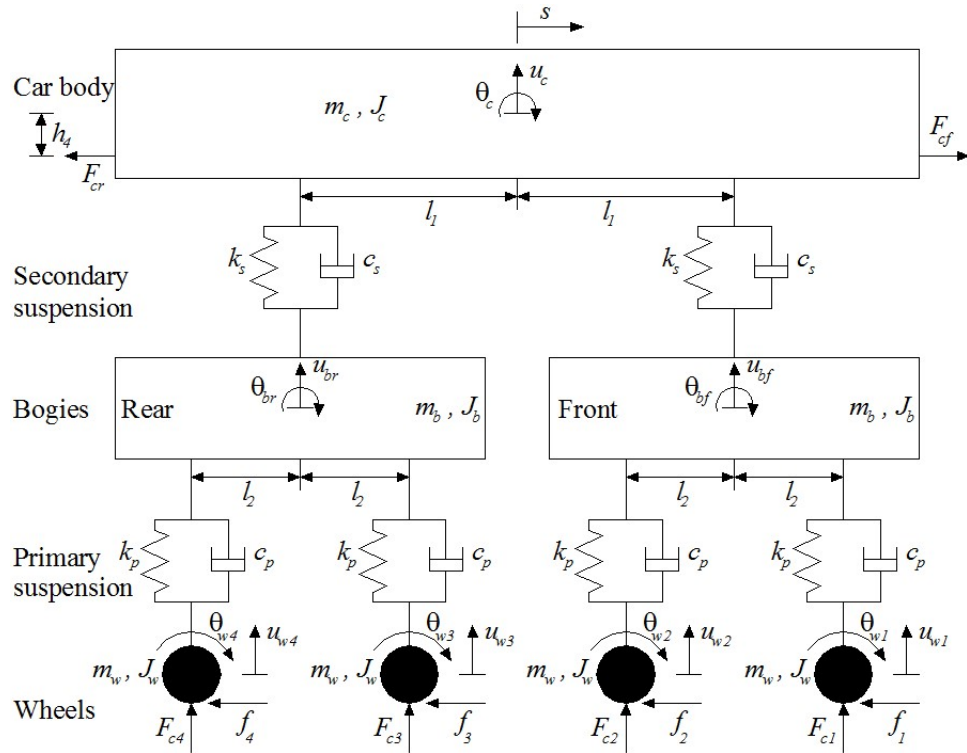 s
Car body
u_c
θ_c
m_c , J_c
h_4
F_cr
F_cf
l_1
l_1
k_s
c_s
k_s
c_s
Secondary
suspension
u_br
θ_br
u_bf
θ_bf
Bogies
Rear
m_b , J_b
Front
m_b , J_b
l_2
l_2
l_2
l_2
Primary
suspension
k_p
c_p
k_p
c_p
k_p
c_p
k_p
c_p
θ_w4
u_w4
θ_w3
u_w3
θ_w2
u_w2
θ_w1
u_w1
m_w , J_w
m_w , J_w
m_w , J_w
m_w , J_w
Wheels
F_c4
f_4
F_c3
f_3
F_c2
f_2
F_c1
f_1